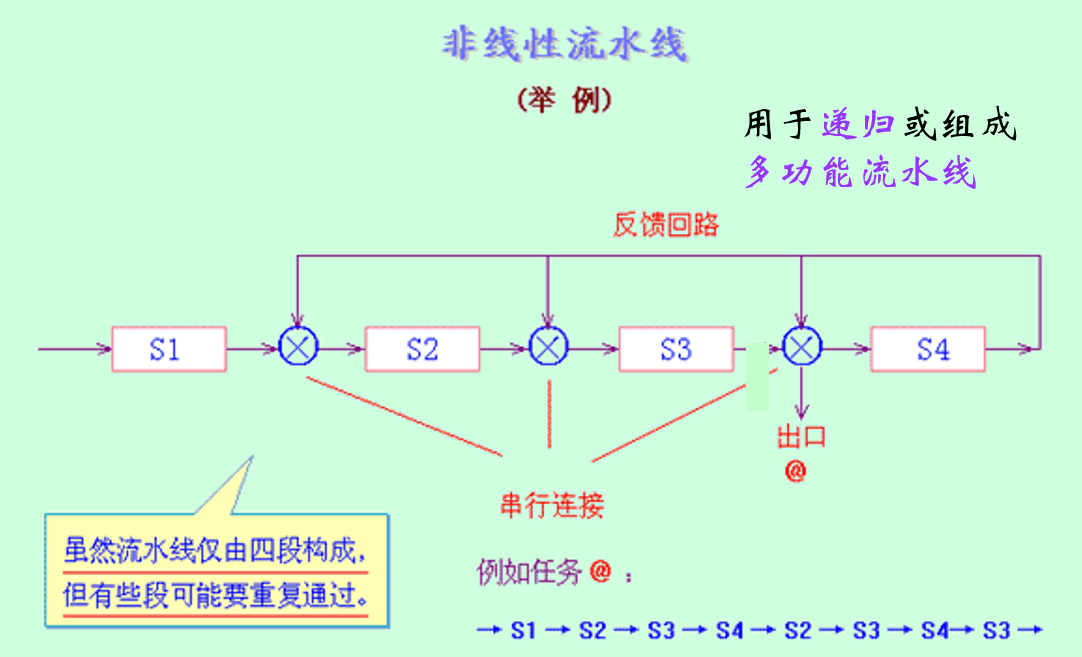 非线性流水线
(举 例)
用于递归或组成
多功能流水线
反馈回路
S1
S2
S3
S4
出口
@
串行连接
虽然流水线仅由四段构成，
但有些段可能要重复通过。
例如任务 @ ：
→ S1 → S2 → S3 → S4 → S2 → S3 → S4→ S3 →